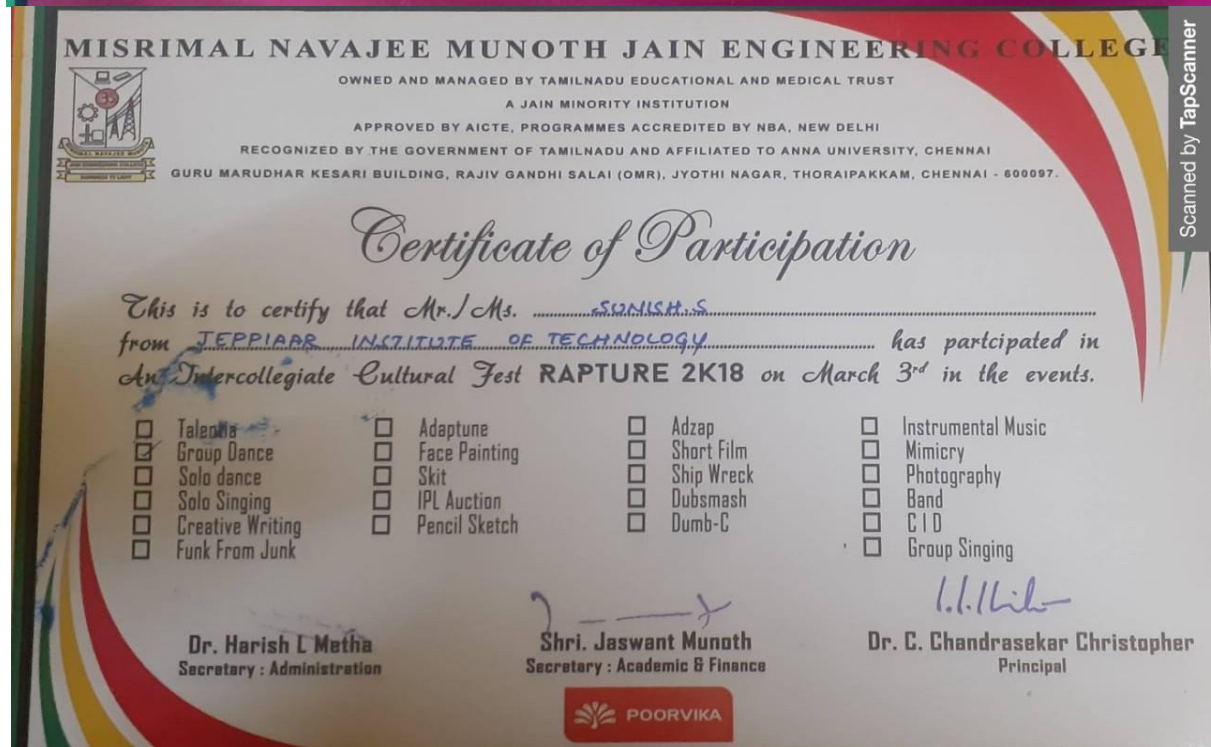 MISRIMAL NAVAJEE MUNOTH JAIN ENGINEERING COLLEGE
OWNED AND MANAGED BY TAMILNADU EDUCATIONAL AND MEDICAL TRUST
A JAIN MINORITY INSTITUTION
APPROVED BY AICTE, PROGRAMMES ACCREDITED BY NBA, NEW DELHI
RECOGNIZED BY THE GOVERNMENT OF TAMILNADU AND AFFILIATED TO ANNA UNIVERSITY, CHENNAI
GURU MARUDHAR KESARI BUILDING, RAJIV GANDHI SALAI (OMR), JYOTHI NAGAR, THORAIPAKKAM, CHENNAI - 600097.
Certificate of Participation
This is to certify that Mr./Ms. SUNISH.S
from JEPPIAAR INSTITUTE OF TECHNOLOGY has partcipated in
An Intercollegiate Cultural Fest RAPTURE 2K18 on March 3rd in the events.
Talentia
Group Dance
Solo dance
Solo Singing
Creative Writing
Funk From Junk
Adaptune
Face Painting
Skit
IPL Auction
Pencil Sketch
Adzap
Short Film
Ship Wreck
Dubsmash
Dumb-C
Instrumental Music
Mimicry
Photography
Band
CID
Group Singing
Dr. Harish L Metha
Secretary : Administration
Shri. Jaswant Munoth
Secretary : Academic & Finance
Dr. C. Chandrasekar Christopher
Principal
POORVIKA
Scanned by TapScanner